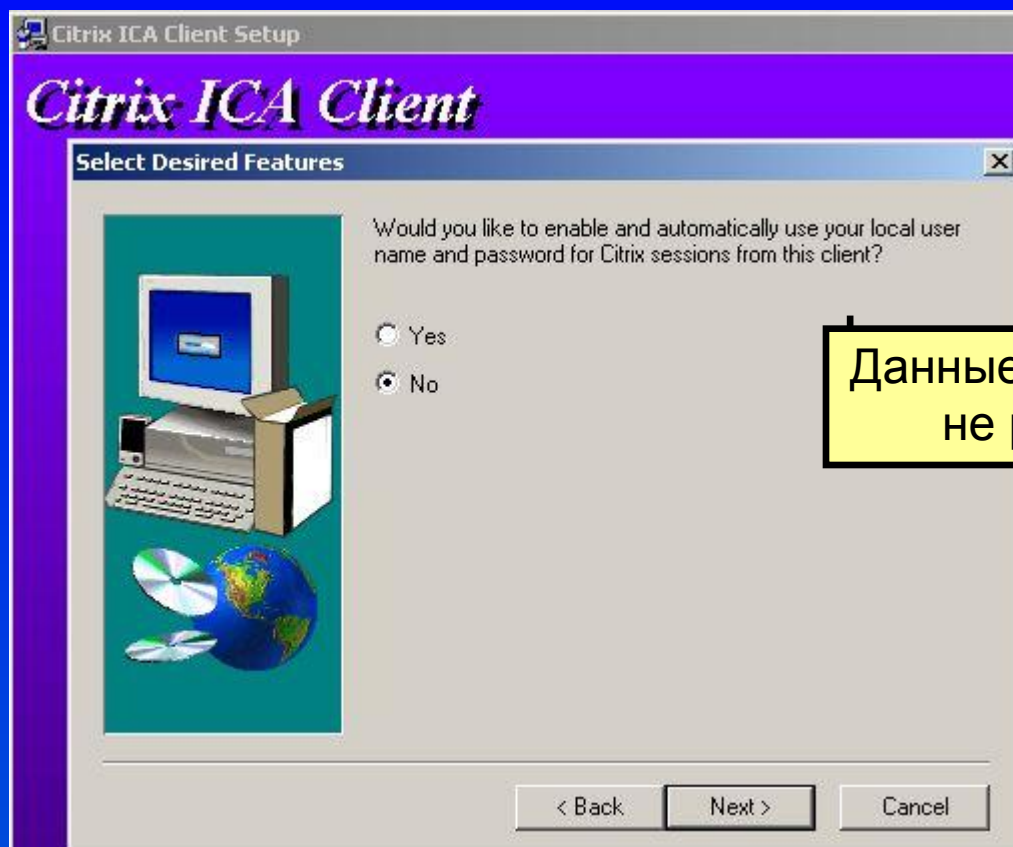 Citrix ICA Client Setup
Citrix ICA Client
Select Desired Features
Would you like to enable and automatically use your local user
name and password for Citrix sessions from this client?
Yes
No
Данные
не
< Back
Next >
Cancel